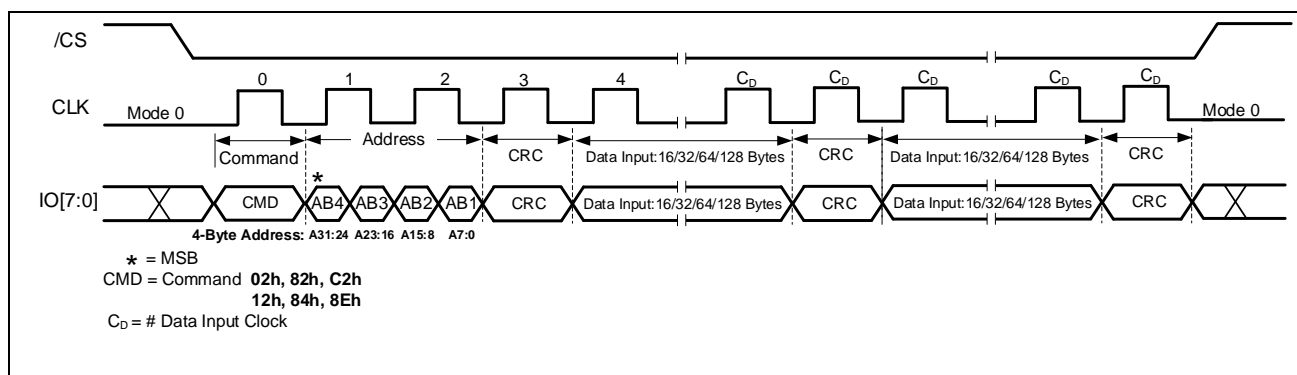 /CS
0 1 2 3 4 CD CD CD CD CD
CLK Mode 0 Mode 0
Command Address CRC Data Input:16/32/64/128 Bytes CRC Data Input:16/32/64/128 Bytes CRC
*
IO[7:0] CMD AB4 AB3 AB2 AB1 CRC Data Input:16/32/64/128 Bytes CRC Data Input:16/32/64/128 Bytes CRC
4-Byte Address: A31:24 A23:16 A15:8 A7:0
* = MSB
CMD = Command 02h, 82h, C2h
12h, 84h, 8Eh
CD = # Data Input Clock